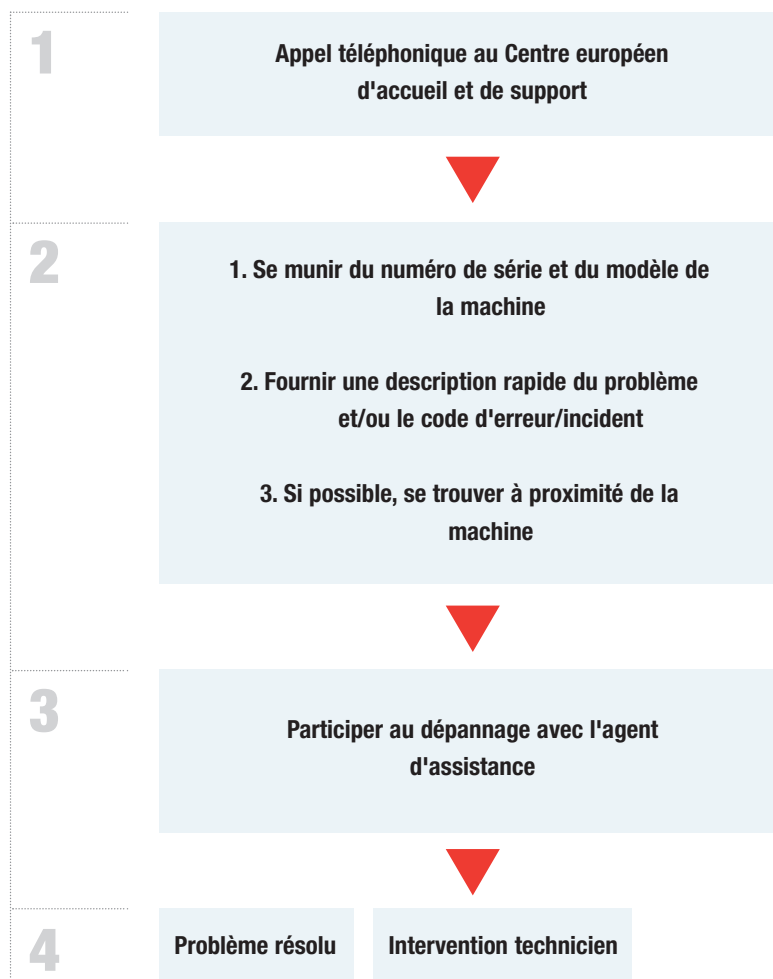 1
Appel téléphonique au Centre européen
d'accueil et de support
2
1. Se munir du numéro de série et du modèle de
la machine
2. Fournir une description rapide du problème
et/ou le code d'erreur/incident
3. Si possible, se trouver à proximité de la
machine
3
Participer au dépannage avec l'agent
d'assistance
4
Problème résolu
Intervention technicien